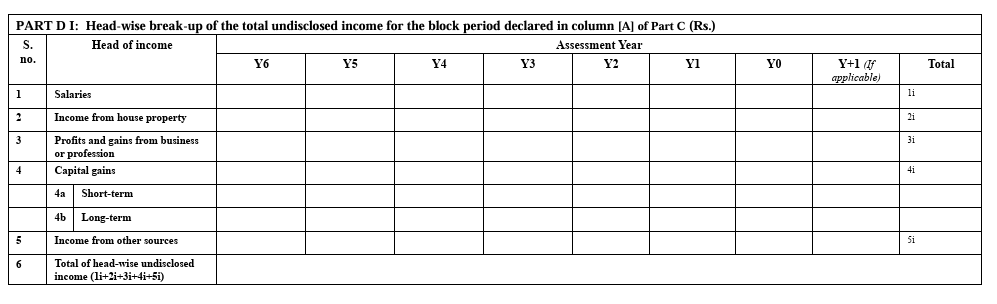 PART D I: Head-wise break-up of the total undisclosed income for the block period declared in column [A] of Part C (Rs.)
S. no. Head of income Assessment Year
Y6 Y5 Y4 Y3 Y2 Y1 Y0 Y+1 (If applicable) Total
1 Salaries 1i
2 Income from house property 2i
3 Profits and gains from business 3i
or profession
4 Capital gains 4i
4a Short-term
4b Long-term
5 Income from other sources 5i
6 Total of head-wise undisclosed
income (1i+2i+3i+4i+5i)